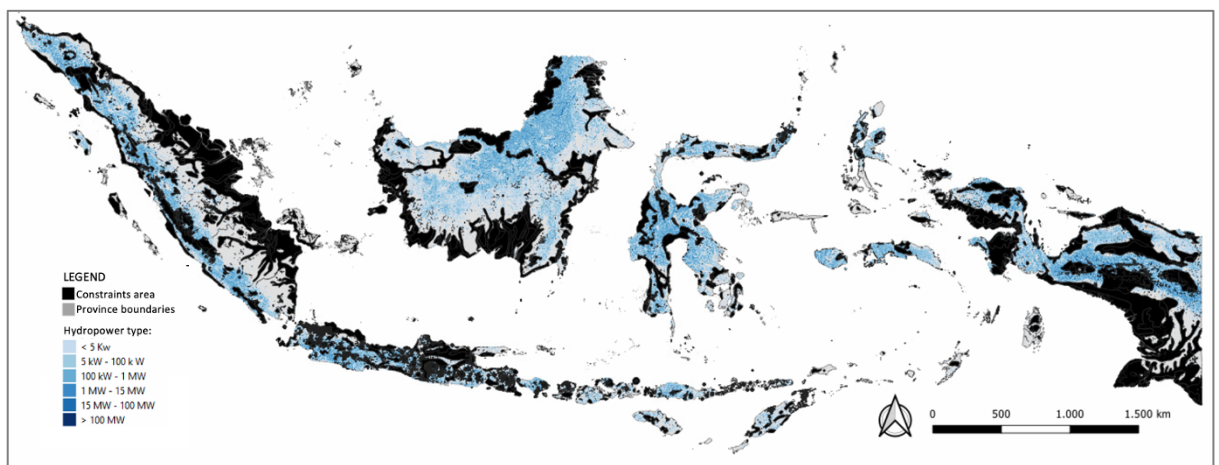 LEGEND
Constraints area
Province boundaries
Hydropower type:
< 5 Kw
5 kW - 100 k W
100 kW - 1 MW
1 MW - 15 MW
15 MW - 100 MW
> 100 MW
0 500 1.000 1.500 km